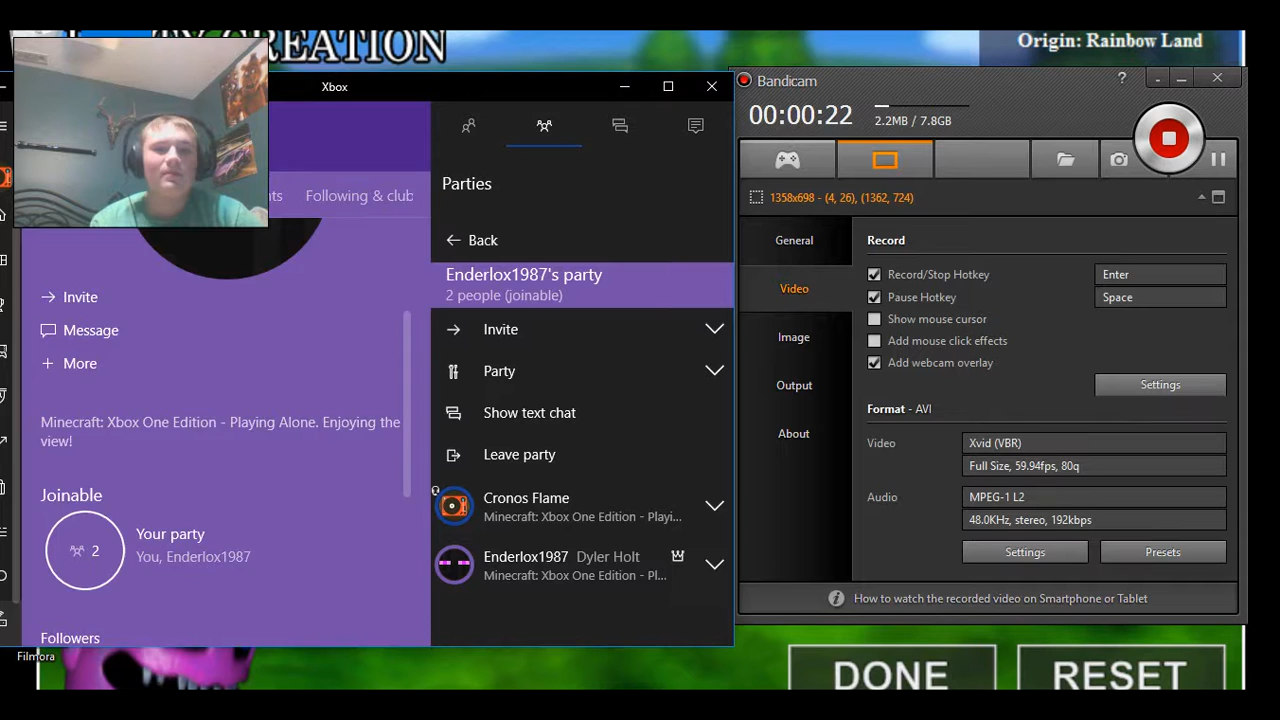 CREATION
Origin: Rainbow Land
Xbox
Following & club
Invite
Message
More
Minecraft: Xbox One Edition - Playing Alone. Enjoying the
view!
Joinable
2
Your party
You, Enderlox1987
Followers
Filmora
Parties
Back
Enderlox1987's party
2 people (joinable)
Invite
Party
Show text chat
Leave party
Cronos Flame
Minecraft: Xbox One Edition - Playi...
Enderlox1987 Dyler Holt
Minecraft: Xbox One Edition - Pl...
Bandicam
?
00:00:22
2.2MB / 7.8GB
1358x698 - (4, 26), (1362, 724)
General
Video
Image
Output
About
Record
Record/Stop Hotkey Enter
Pause Hotkey Space
Show mouse cursor
Add mouse click effects
Add webcam overlay
Settings
Format - AVI
Video Xvid (VBR)
Full Size, 59.94fps, 80q
Audio MPEG-1 L2
48.0KHz, stereo, 192kbps
Settings Presets
How to watch the recorded video on Smartphone or Tablet
DONE RESET